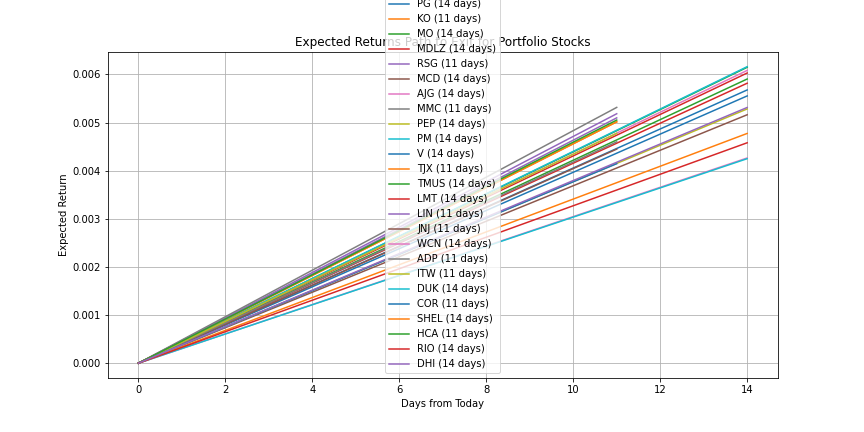 PG (14 days)
KO (11 days)
MO (14 days)
Expected Returns Path to Exit for Portfolio Stocks
MDLZ (14 days)
RSG (11 days)
MCD (14 days)
AJG (14 days)
MMC (11 days)
PEP (14 days)
PM (14 days)
V (14 days)
TJX (11 days)
TMUS (14 days)
LMT (14 days)
LIN (11 days)
JNJ (11 days)
WCN (14 days)
ADP (11 days)
ITW (11 days)
DUK (14 days)
COR (11 days)
SHEL (14 days)
HCA (11 days)
RIO (14 days)
DHI (14 days)
0.006
0.005
0.004
0.003
0.002
0.001
0.000
Expected Return
0 2 4 6 8 10 12 14
Days from Today